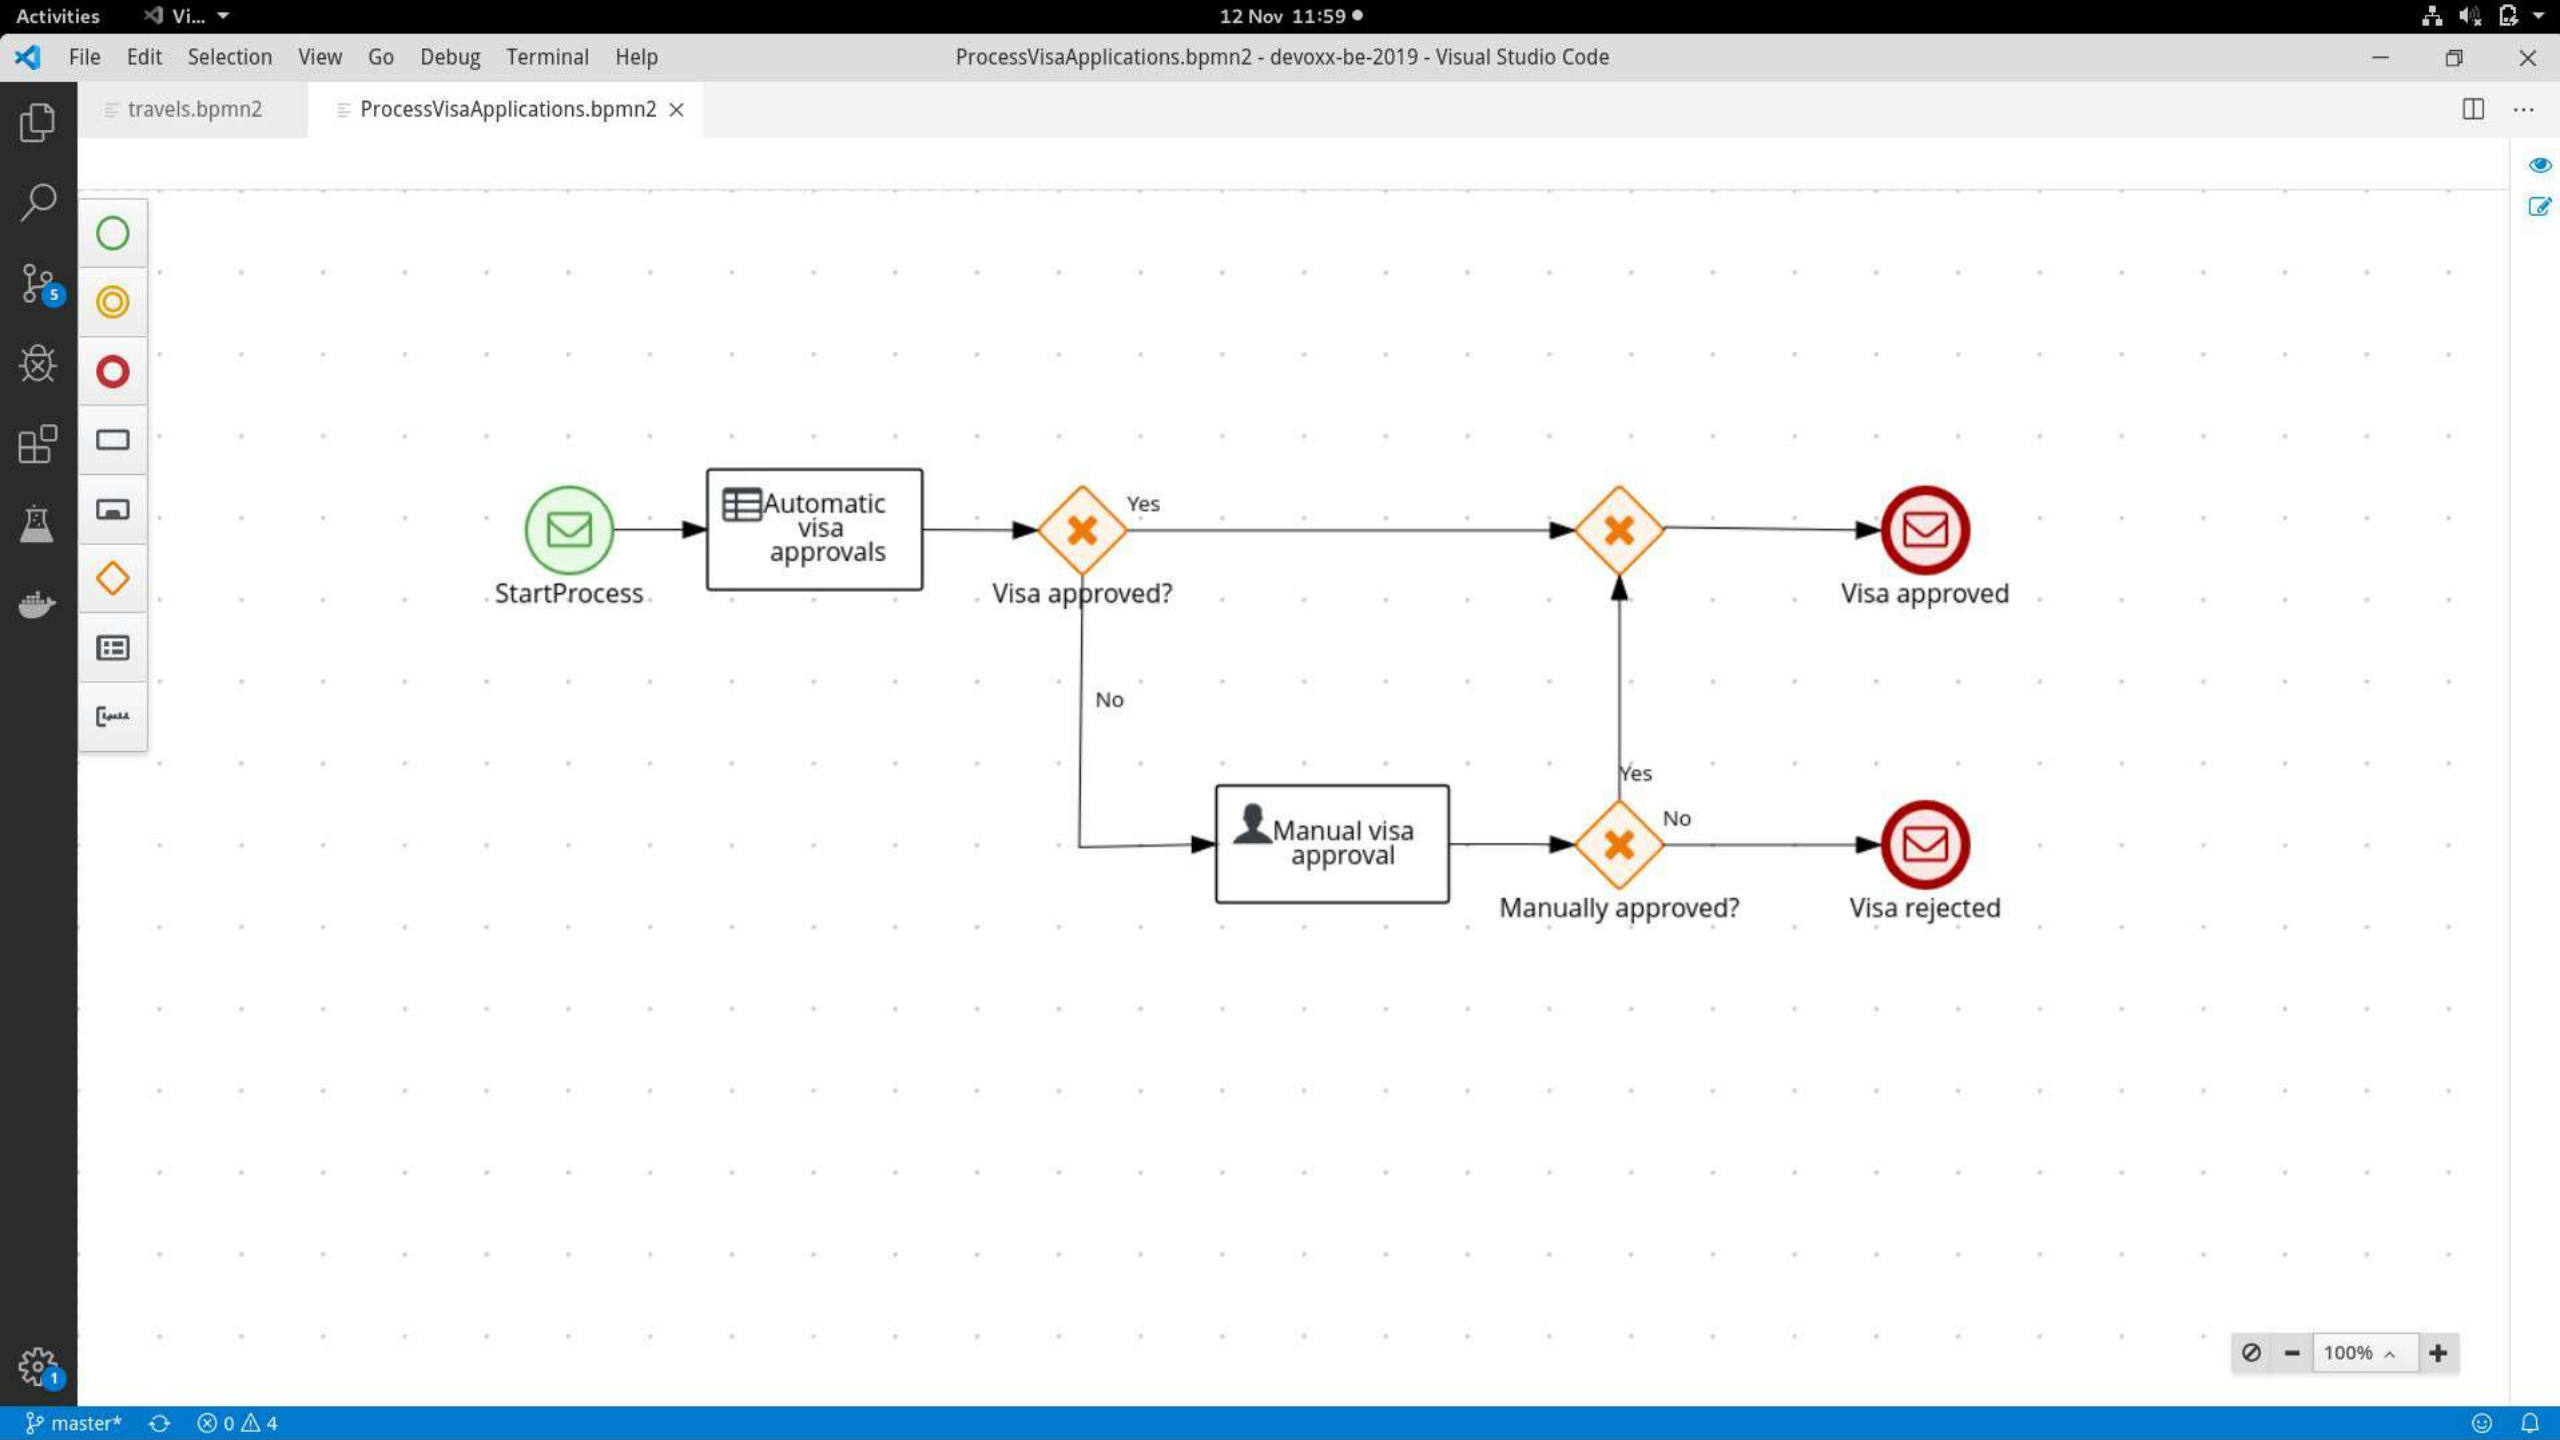 Activities
Vi...
12 Nov 11:59
File Edit Selection View Go Debug Terminal Help
ProcessVisaApplications.bpmn2 - devoxx-be-2019 - Visual Studio Code
travels.bpmn2
ProcessVisaApplications.bpmn2
5
StartProcess
Automatic
visa
approvals
Yes
Visa approved?
Visa approved
No
Manual visa
approval
Yes
No
Manually approved?
Visa rejected
100%
1
master*
0
4